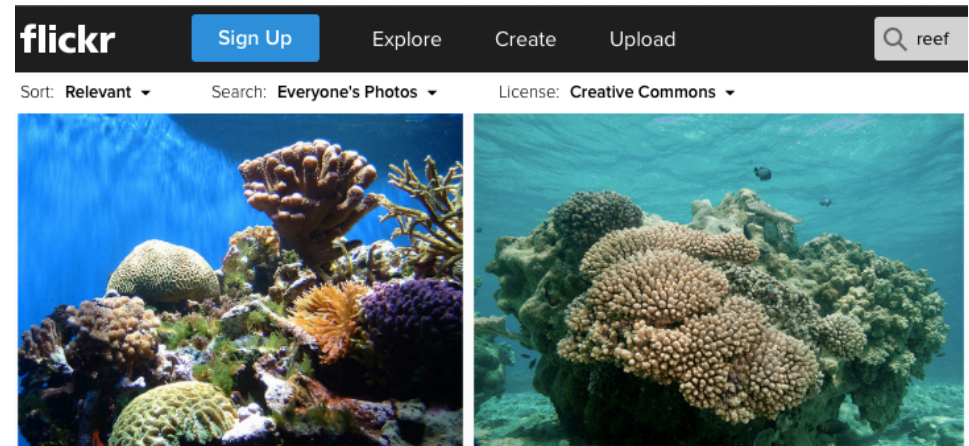 flickr Sign Up Explore Create Upload reef
Sort: Relevant Search: Everyone's Photos License: Creative Commons